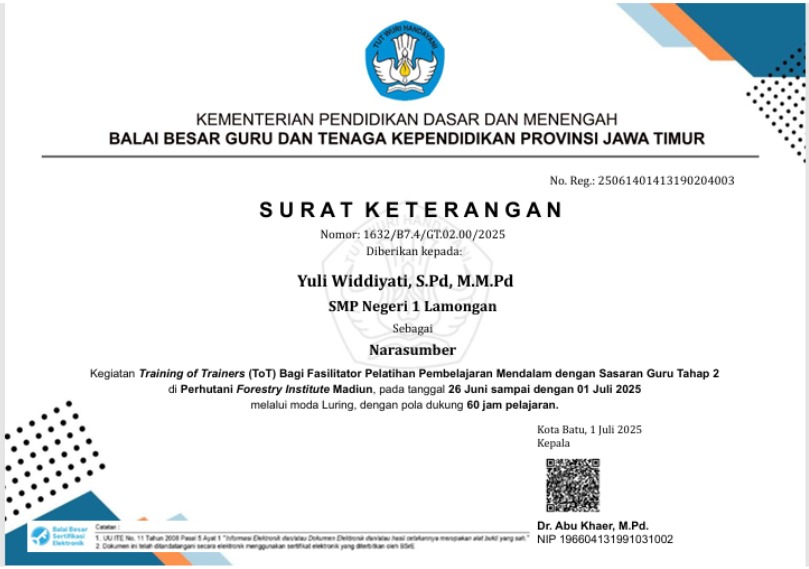 TUT WURI HANDAYANI
KEMENTERIAN PENDIDIKAN DASAR DAN MENENGAH
BALAI BESAR GURU DAN TENAGA KEPENDIDIKAN PROVINSI JAWA TIMUR
No. Reg.: 25061401413190204003
SURAT KETERANGAN
Nomor: 1632/B7.4/GT.02.00/2025
Diberikan kepada:
Yuli Widdiyati, S.Pd, M.M.Pd
SMP Negeri 1 Lamongan
Sebagai
Narasumber
Kegiatan Training of Trainers (ToT) Bagi Fasilitator Pelatihan Pembelajaran Mendalam dengan Sasaran Guru Tahap 2
di Perhutani Forestry Institute Madiun, pada tanggal 26 Juni sampai dengan 01 Juli 2025
melalui moda Luring, dengan pola dukung 60 jam pelajaran.
Kota Batu, 1 Juli 2025
Kepala
Dr. Abu Khaer, M.Pd.
NIP 196604131991031002
Balai Besar
Sertifikasi
Elektronik
Catatan :
1. UU ITE No. 11 Tahun 2008 Pasal 5 Ayat 1 "Informasi Elektronik dan/atau Dokumen Elektronik dan/atau hasil cetakannya merupakan alat bukti yang sah."
2. Dokumen ini telah ditandatangani secara elektronik menggunakan sertifikat elektronik yang diterbitkan oleh BSrE